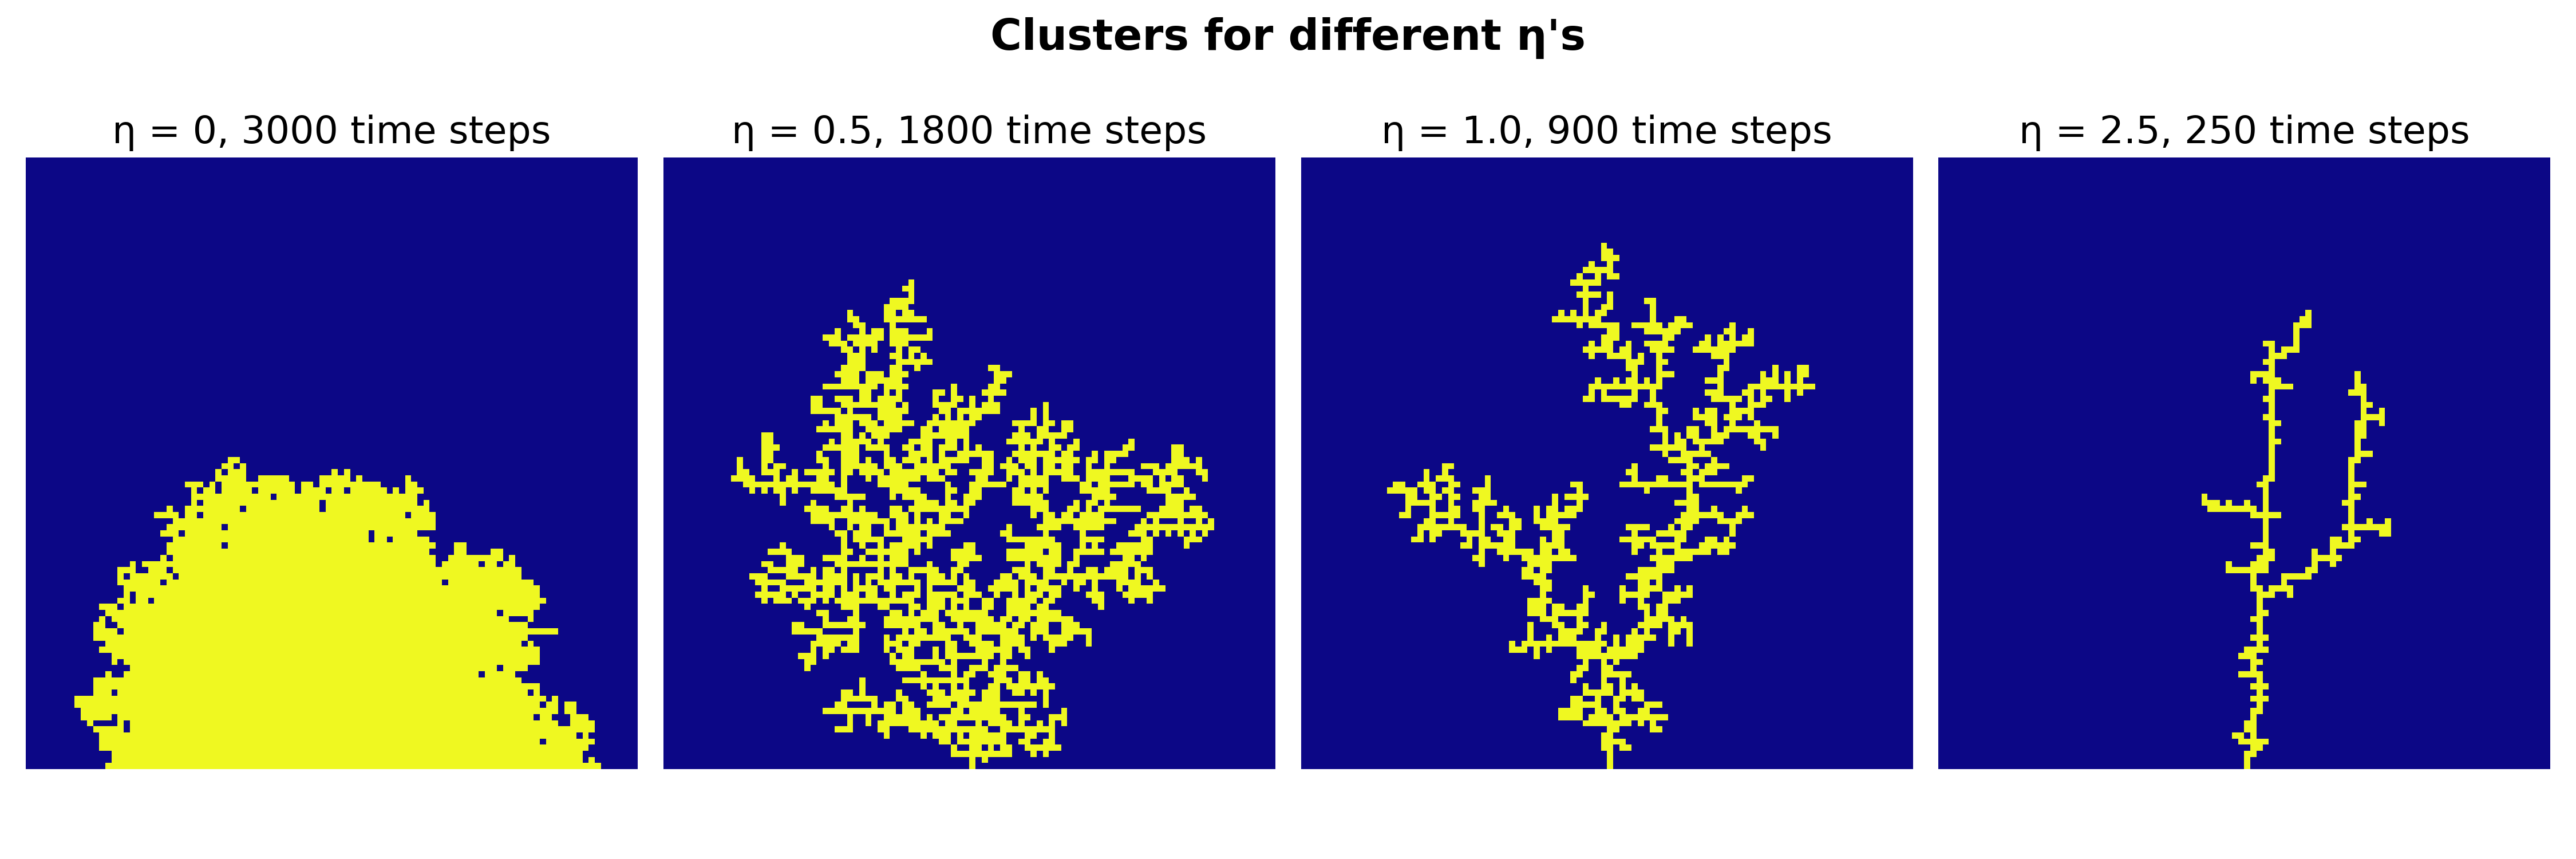 Clusters for different η's
η = 0, 3000 time steps
η = 0.5, 1800 time steps
η = 1.0, 900 time steps
η = 2.5, 250 time steps